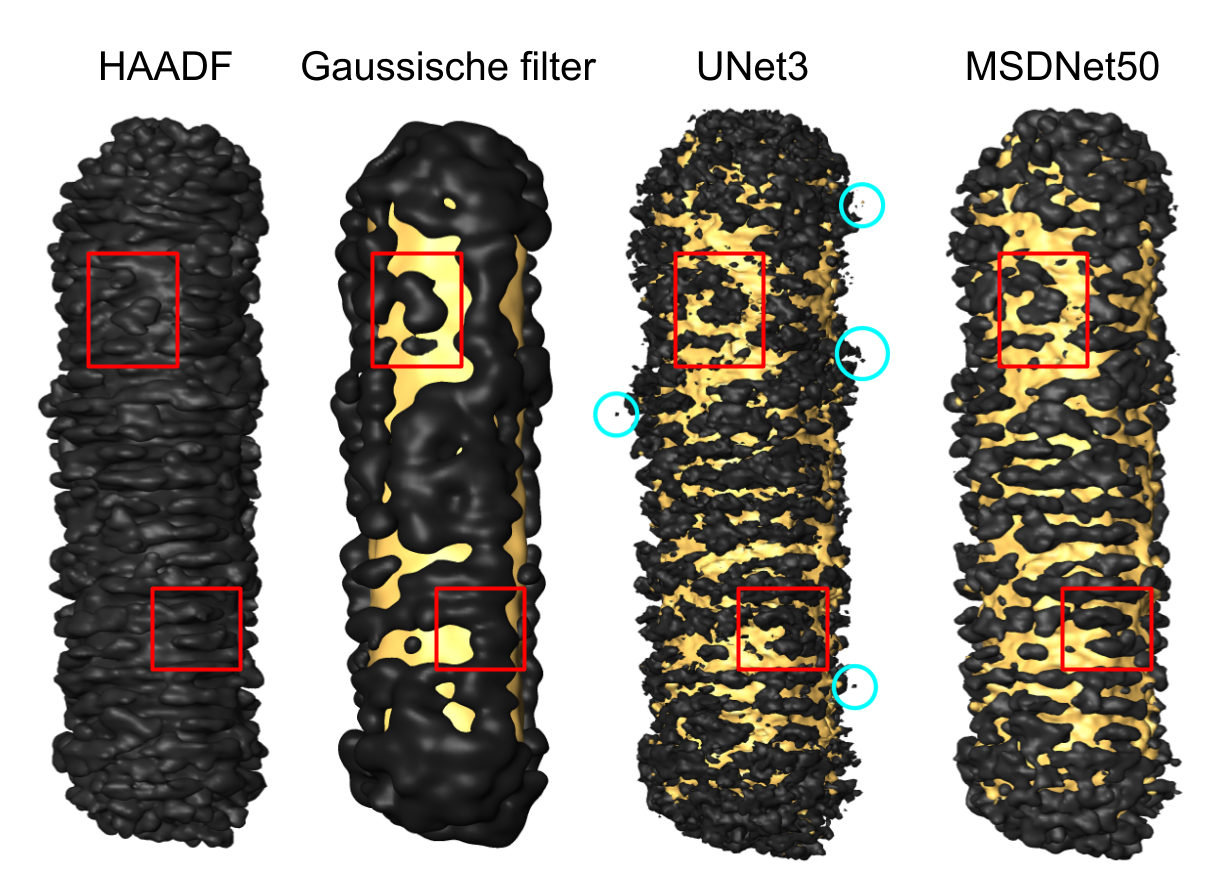 HAADF
Gaussische filter
UNet3
MSDNet50